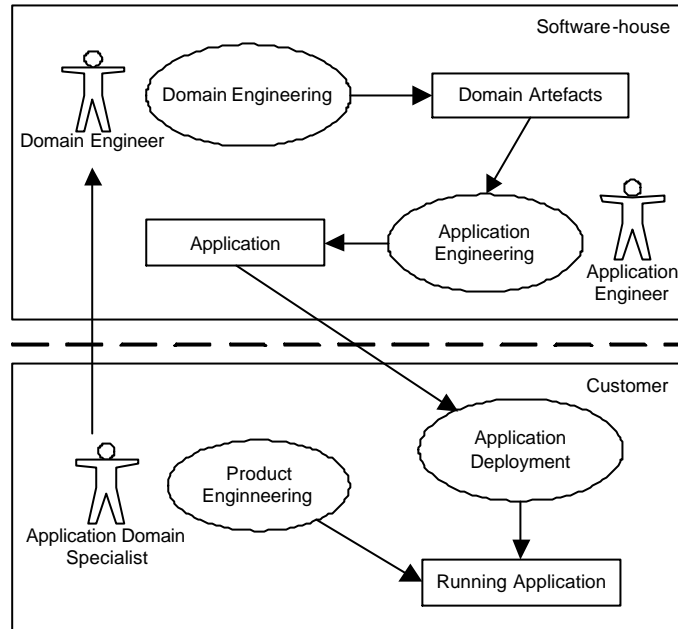 Software-house
Domain Engineering
Domain Artefacts
Domain Engineer
Application
Application
Engineering
Application
Engineer
Customer
Application
Deployment
Product
Enginneering
Application Domain
Specialist
Running Application